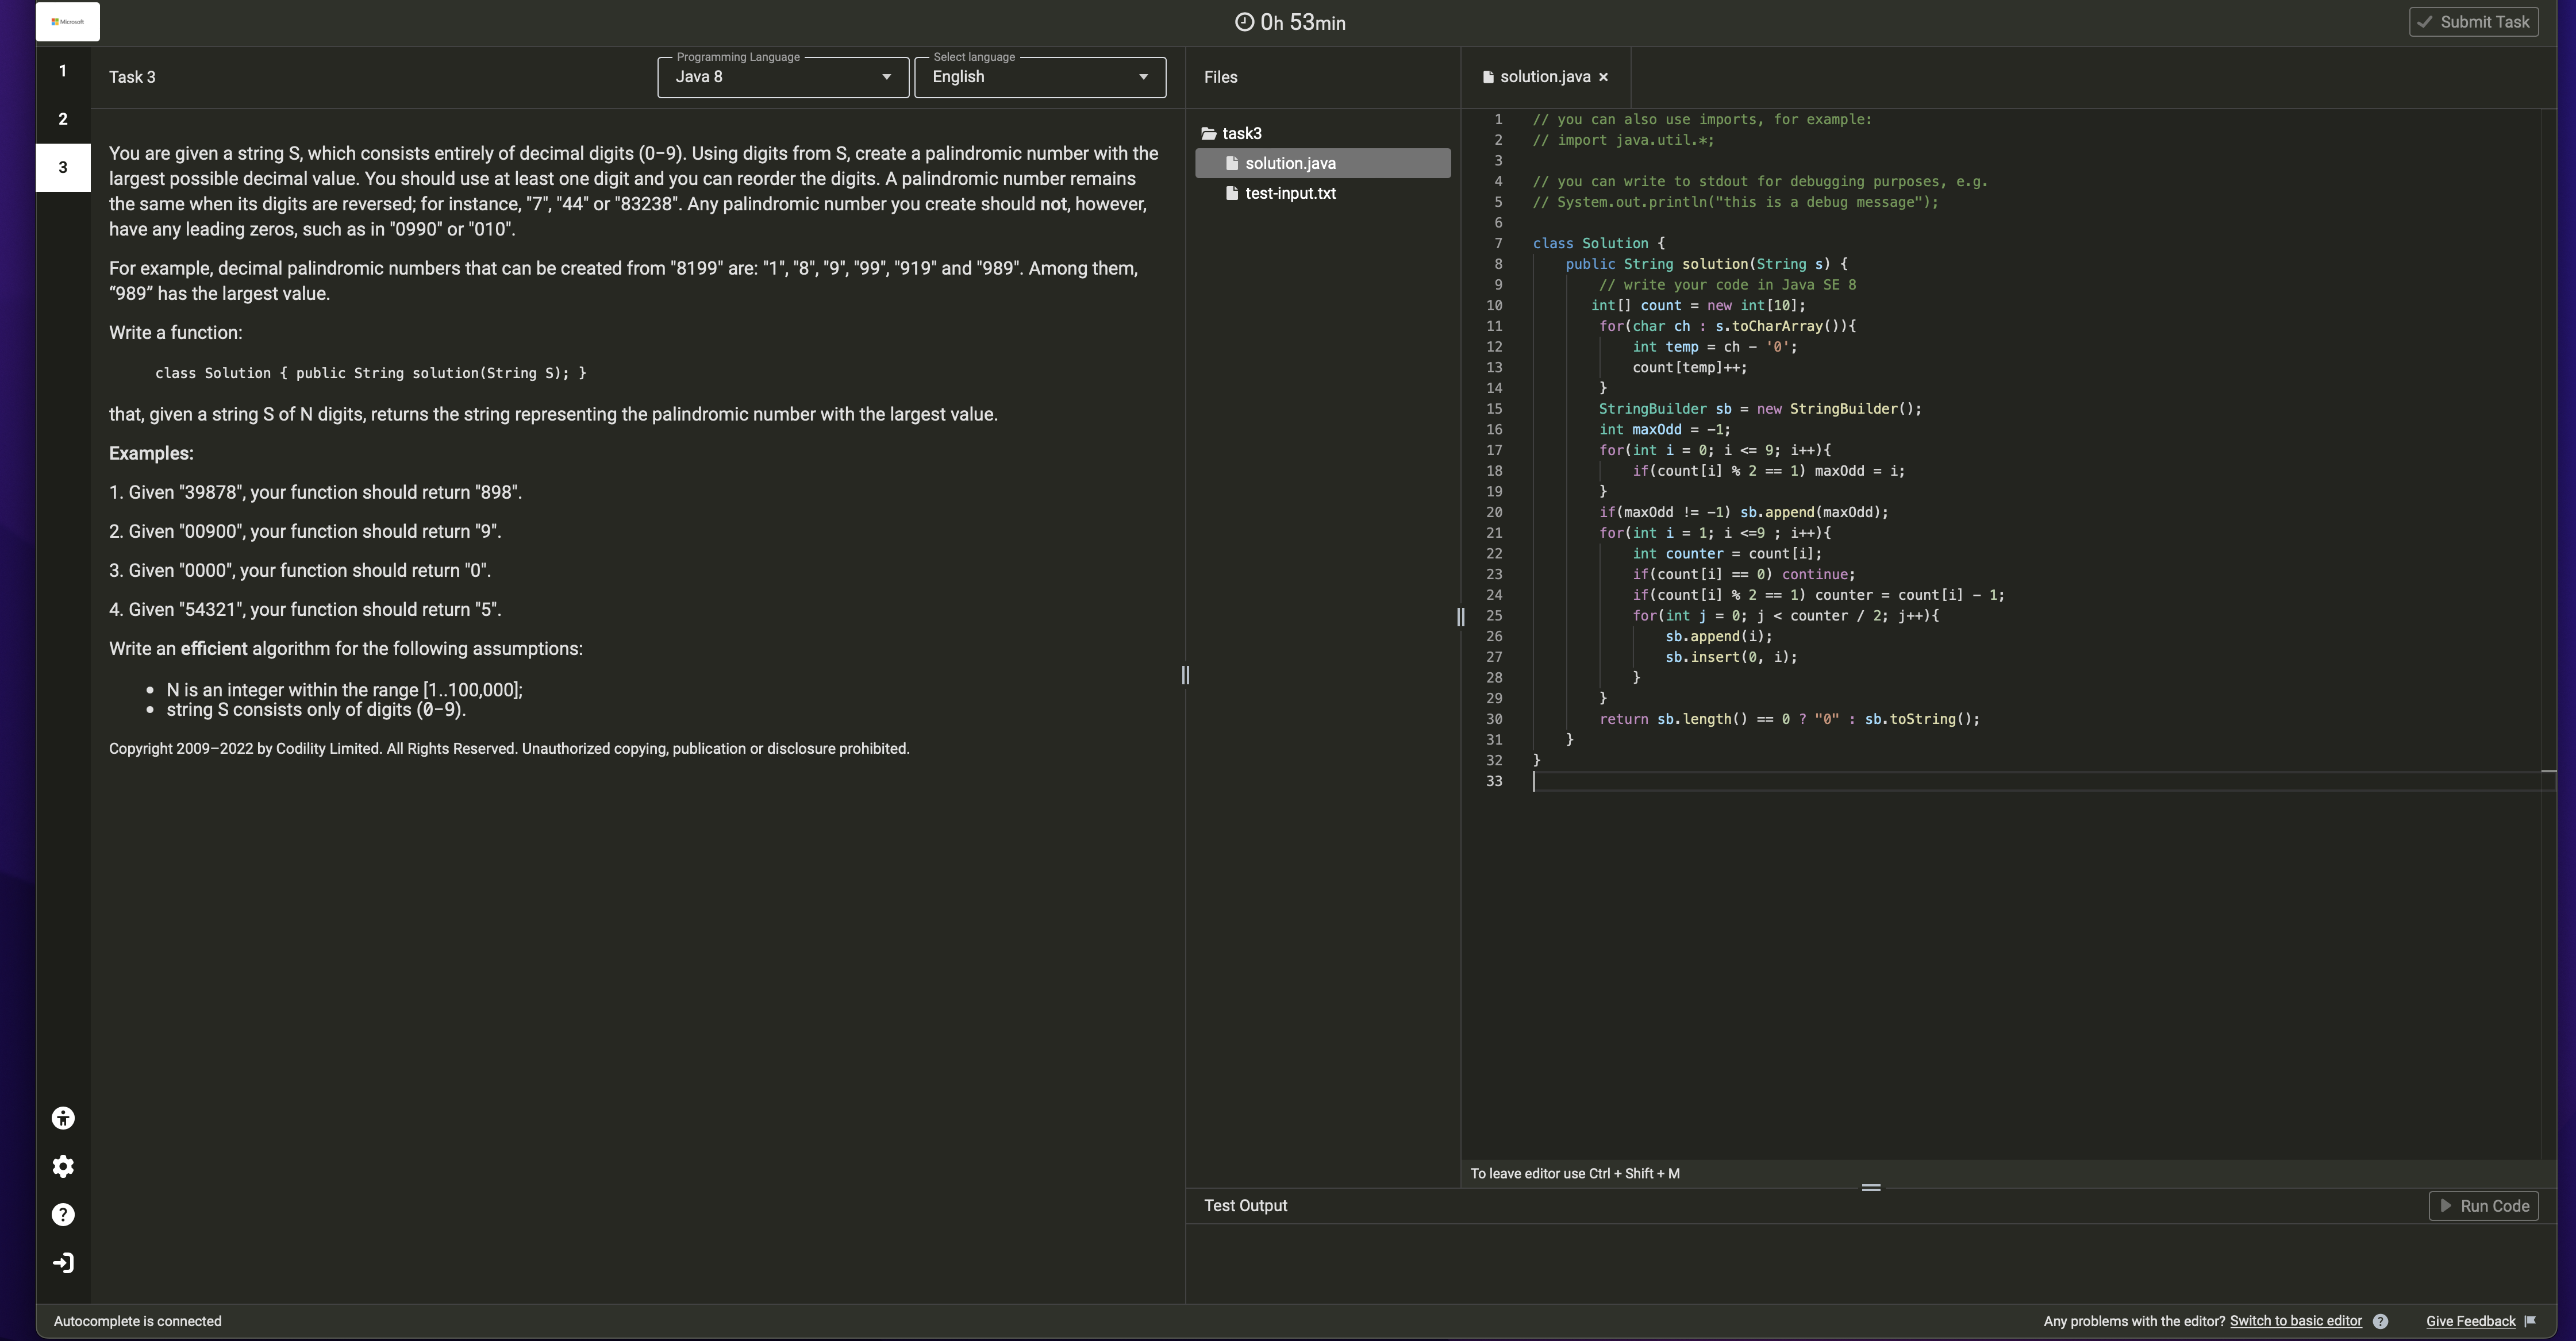 Microsoft
0h 53min
Submit Task
1
2
3
Task 3
Programming Language
Java 8
Select language
English
You are given a string S, which consists entirely of decimal digits (0−9). Using digits from S, create a palindromic number with the
largest possible decimal value. You should use at least one digit and you can reorder the digits. A palindromic number remains
the same when its digits are reversed; for instance, "7", "44" or "83238". Any palindromic number you create should not, however,
have any leading zeros, such as in "0990" or "010".
For example, decimal palindromic numbers that can be created from "8199" are: "1", "8", "9", "99", "919" and "989". Among them,
“989” has the largest value.
Write a function:
class Solution { public String solution(String S); }
that, given a string S of N digits, returns the string representing the palindromic number with the largest value.
Examples:
1. Given "39878", your function should return "898".
2. Given "00900", your function should return "9".
3. Given "0000", your function should return "0".
4. Given "54321", your function should return "5".
Write an efficient algorithm for the following assumptions:
• N is an integer within the range [1..100,000];
• string S consists only of digits (0−9).
Copyright 2009–2022 by Codility Limited. All Rights Reserved. Unauthorized copying, publication or disclosure prohibited.
Files
task3
solution.java
test-input.txt
solution.java ×
1 // you can also use imports, for example:
2 // import java.util.*;
3
4 // you can write to stdout for debugging purposes, e.g.
5 // System.out.println("this is a debug message");
6
7 class Solution {
8 public String solution(String s) {
9 // write your code in Java SE 8
10 int[] count = new int[10];
11 for(char ch : s.toCharArray()){
12 int temp = ch - '0';
13 count[temp]++;
14 }
15 StringBuilder sb = new StringBuilder();
16 int maxOdd = -1;
17 for(int i = 0; i <= 9; i++){
18 if(count[i] % 2 == 1) maxOdd = i;
19 }
20 if(maxOdd != -1) sb.append(maxOdd);
21 for(int i = 1; i <=9 ; i++){
22 int counter = count[i];
23 if(count[i] == 0) continue;
24 if(count[i] % 2 == 1) counter = count[i] - 1;
25 for(int j = 0; j < counter / 2; j++){
26 sb.append(i);
27 sb.insert(0, i);
28 }
29 }
30 return sb.length() == 0 ? "0" : sb.toString();
31 }
32 }
33
To leave editor use Ctrl + Shift + M
Test Output
Run Code
Autocomplete is connected
Any problems with the editor? Switch to basic editor ?
Give Feedback